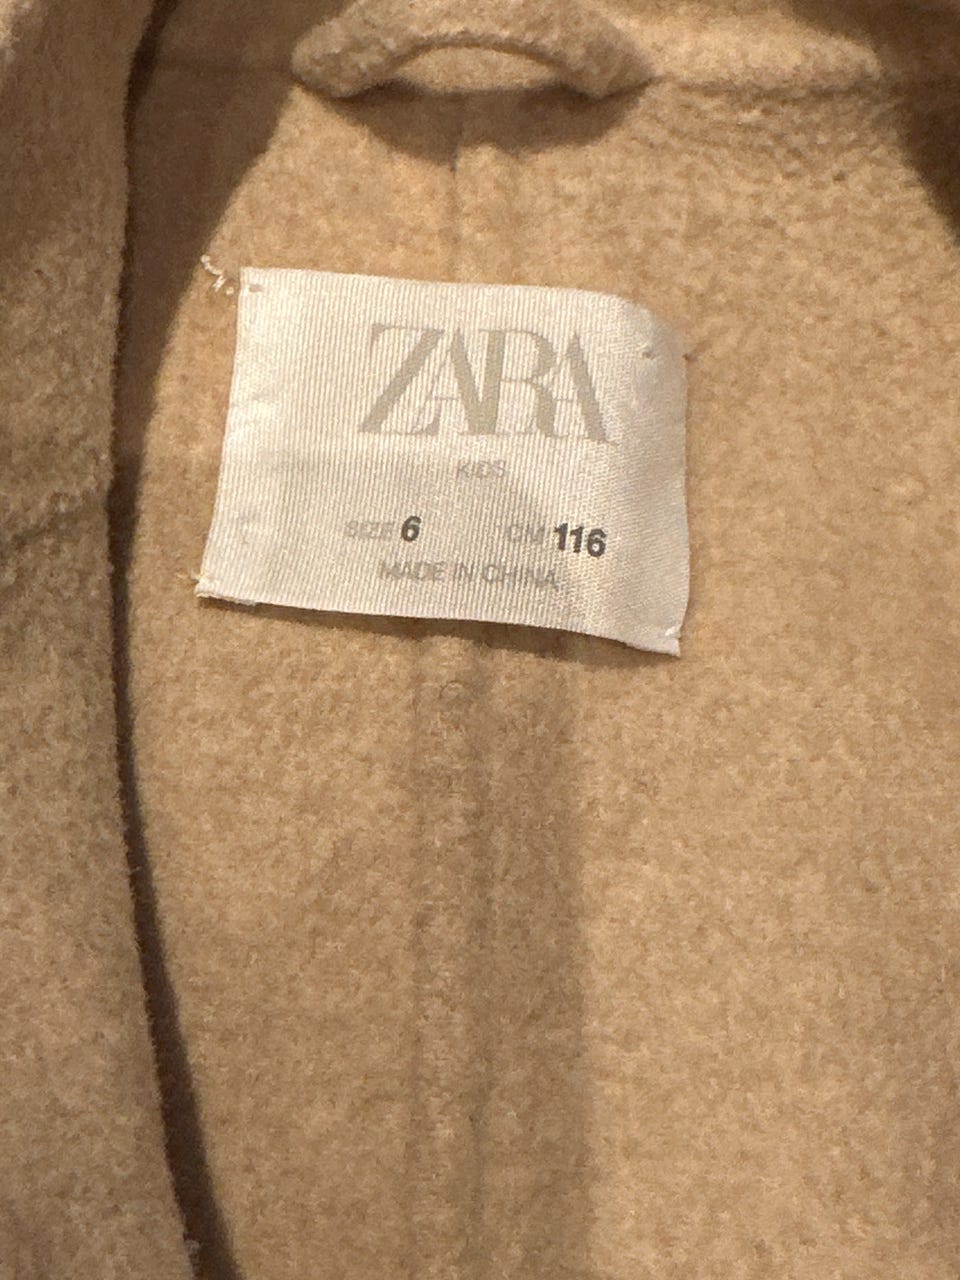 ZARA
KIDS
SIZE 6 CM 116
MADE IN CHINA